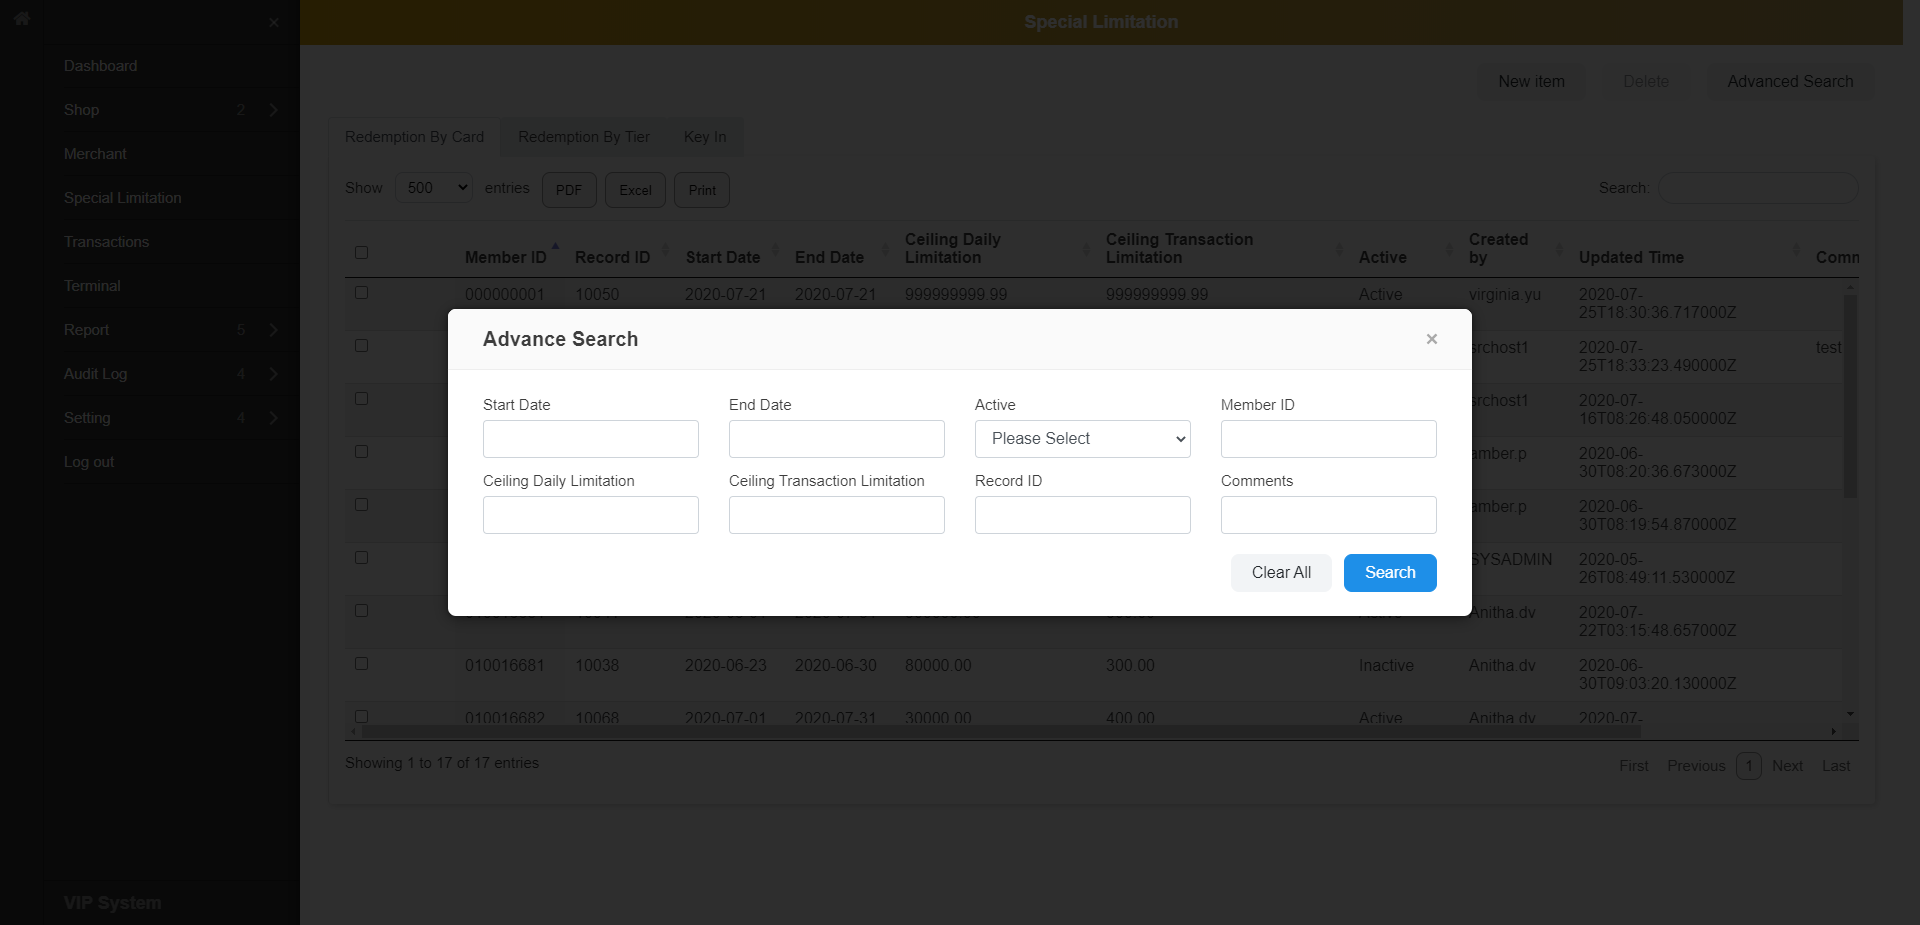 ×
Dashboard
Shop 2
Merchant
Special Limitation
Transactions
Terminal
Report 5
Audit Log 4
Setting 4
Log out
VIP System
Special Limitation
New item Delete Advanced Search
Redemption By Card Redemption By Tier Key In
Show 500 entries PDF Excel Print Search:
Member ID Record ID Start Date End Date Ceiling Daily Limitation Ceiling Transaction Limitation Active Created by Updated Time Comm
000000001 10050 2020-07-21 2020-07-21 999999999.99 999999999.99 Active virginia.yu 2020-07-
25T18:30:36.717000Z
Advance Search ×
Start Date End Date Active Member ID
Please Select
Ceiling Daily Limitation Ceiling Transaction Limitation Record ID Comments
Clear All Search
srchost1 2020-07- test
25T18:33:23.490000Z
srchost1 2020-07-
16T08:26:48.050000Z
amber.p 2020-06-
30T08:20:36.673000Z
amber.p 2020-06-
30T08:19:54.870000Z
SYSADMIN 2020-05-
26T08:49:11.530000Z
Anitha.dv 2020-07-
22T03:15:48.657000Z
010016681 10038 2020-06-23 2020-06-30 80000.00 300.00 Inactive Anitha.dv 2020-06-
30T09:03:20.130000Z
010016682 10068 2020-07-01 2020-07-31 30000.00 400.00 Active Anitha.dv 2020-07-
Showing 1 to 17 of 17 entries
First Previous 1 Next Last